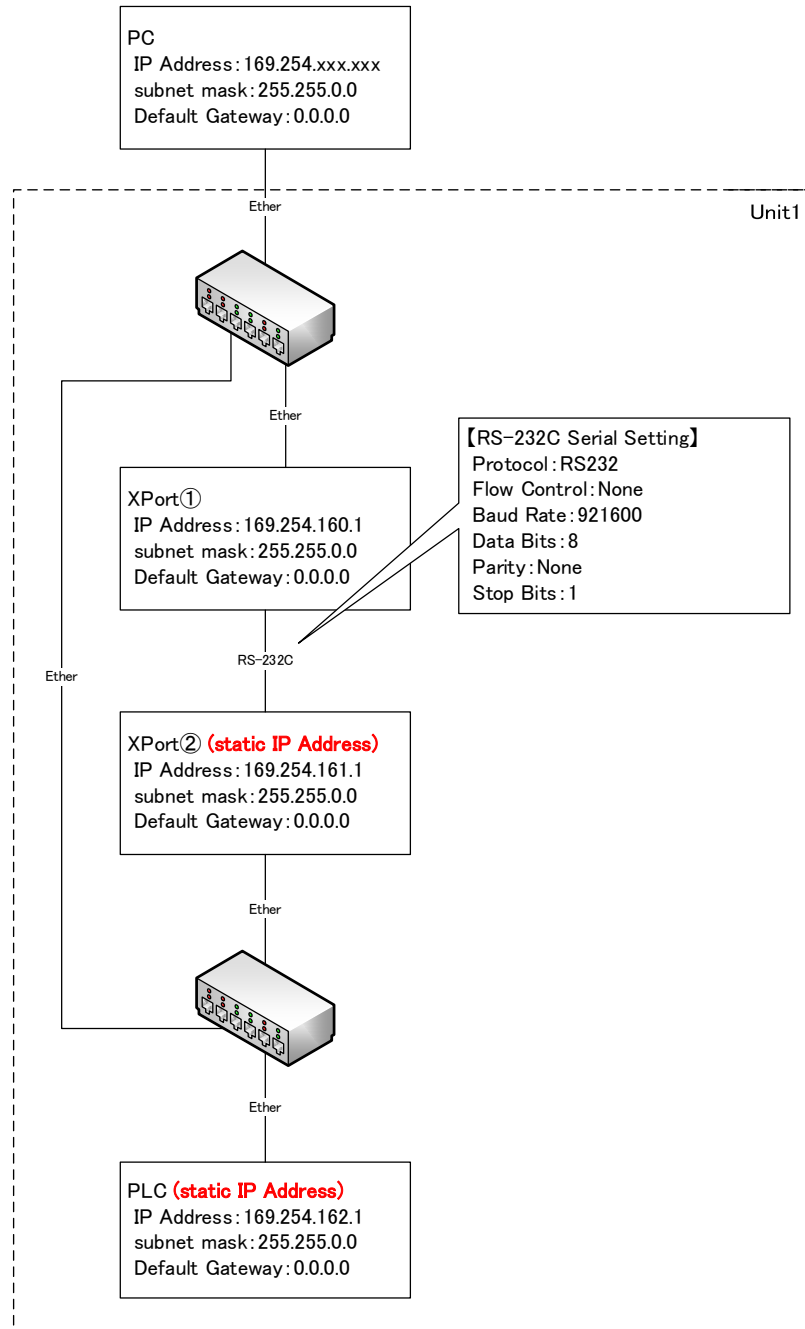 PC
IP Address:169.254.xxx.xxx
subnet mask:255.255.0.0
Default Gateway:0.0.0.0
Ether
Unit1
Ether
XPort①
IP Address:169.254.160.1
subnet mask:255.255.0.0
Default Gateway:0.0.0.0
【RS-232C Serial Setting】
Protocol:RS232
Flow Control:None
Baud Rate:921600
Data Bits:8
Parity:None
Stop Bits:1
RS-232C
Ether
XPort② (static IP Address)
IP Address:169.254.161.1
subnet mask:255.255.0.0
Default Gateway:0.0.0.0
Ether
Ether
PLC (static IP Address)
IP Address:169.254.162.1
subnet mask:255.255.0.0
Default Gateway:0.0.0.0